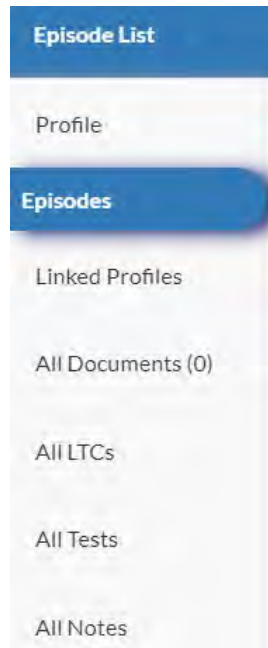 Episode List
Profile
Episodes
Linked Profiles
All Documents (0)
All LTCs
All Tests
All Notes